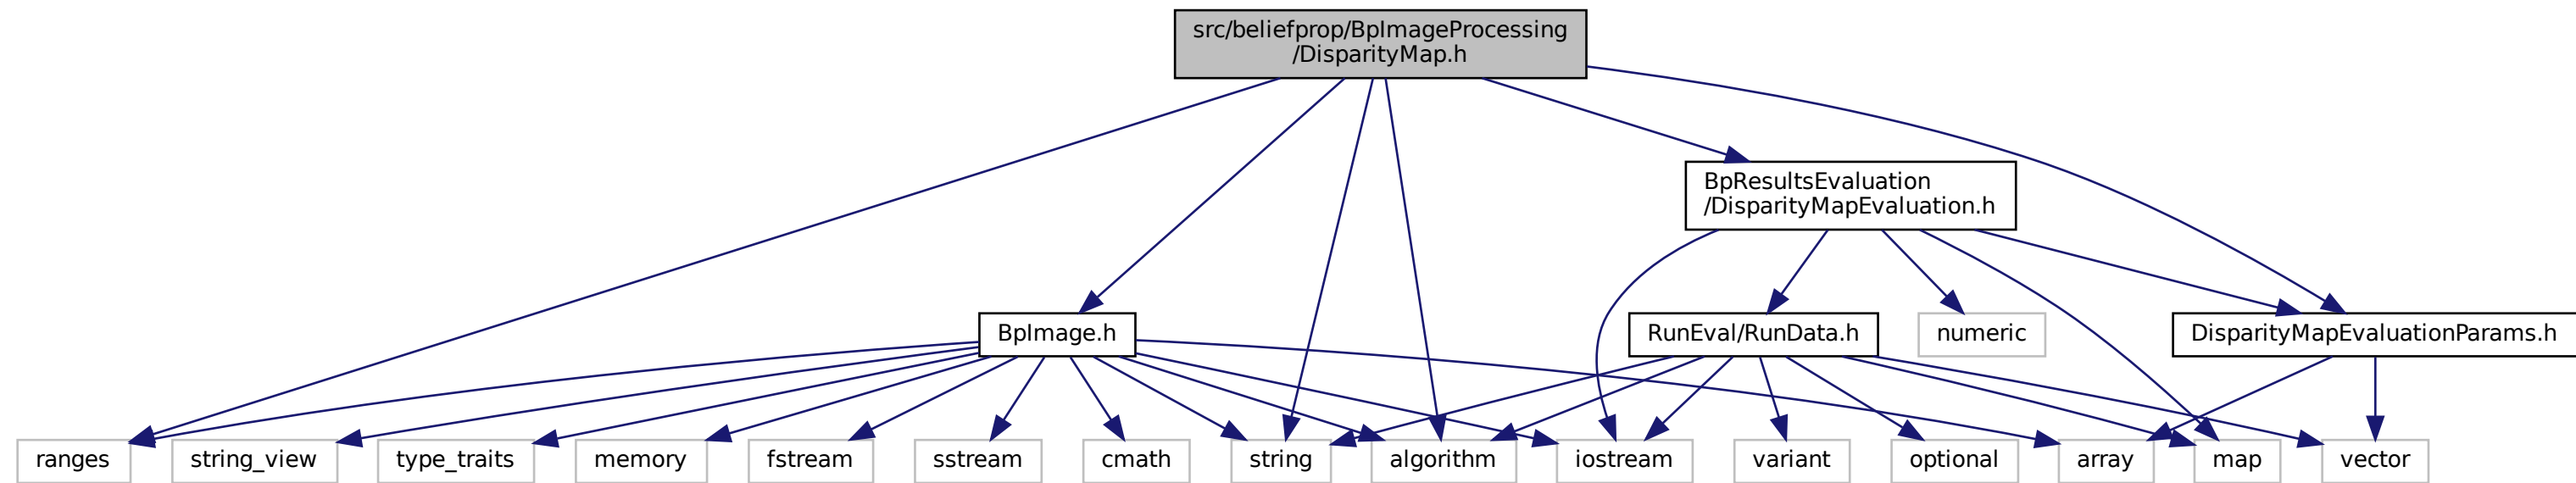 src/beliefprop/BpImageProcessing
/DisparityMap.h
BpResultsEvaluation
/DisparityMapEvaluation.h
BpImage.h
RunEval/RunData.h
numeric
DisparityMapEvaluationParams.h
ranges
string_view
type_traits
memory
fstream
sstream
cmath
string
algorithm
iostream
variant
optional
array
map
vector